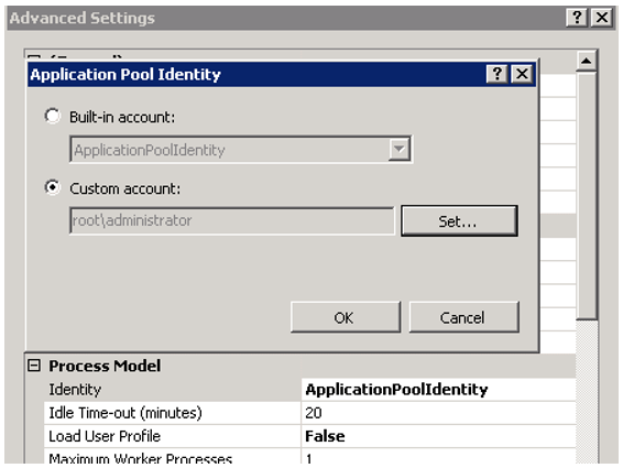 Advanced Settings
Application Pool Identity
Built-in account:
ApplicationPoolIdentity
Custom account:
root\administrator
Set...
OK
Cancel
Process Model
Identity ApplicationPoolIdentity
Idle Time-out (minutes) 20
Load User Profile False
Maximum Worker Processes 1